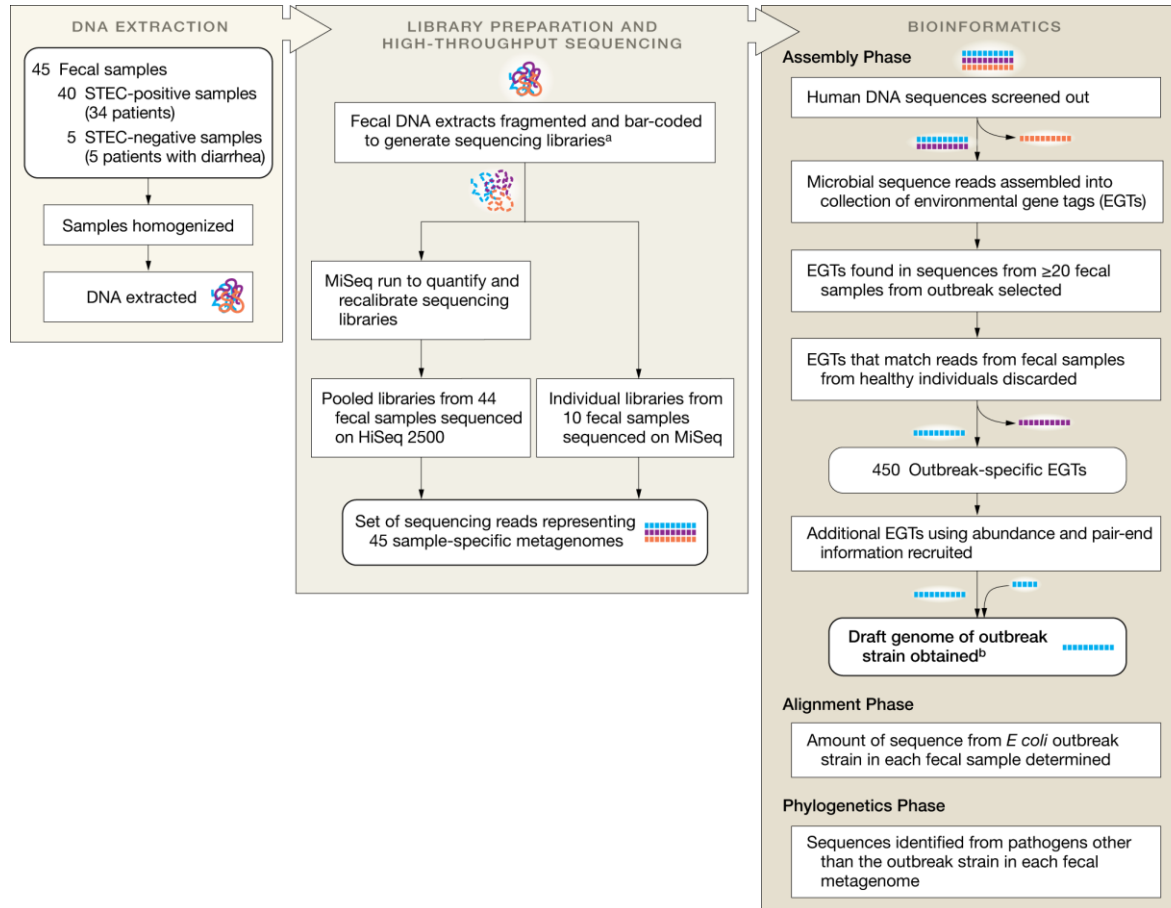 DNA EXTRACTION
45 Fecal samples
40 STEC-positive samples
(34 patients)
5 STEC-negative samples
(5 patients with diarrhea)
Samples homogenized
DNA extracted
LIBRARY PREPARATION AND
HIGH-THROUGHPUT SEQUENCING
Fecal DNA extracts fragmented and bar-coded
to generate sequencing librariesᵃ
MiSeq run to quantify and
recalibrate sequencing
libraries
Pooled libraries from 44
fecal samples sequenced
on HiSeq 2500
Individual libraries from
10 fecal samples
sequenced on MiSeq
Set of sequencing reads representing
45 sample-specific metagenomes
BIOINFORMATICS
Assembly Phase
Human DNA sequences screened out
Microbial sequence reads assembled into
collection of environmental gene tags (EGTs)
EGTs found in sequences from ≥20 fecal
samples from outbreak selected
EGTs that match reads from fecal samples
from healthy individuals discarded
450 Outbreak-specific EGTs
Additional EGTs using abundance and pair-end
information recruited
Draft genome of outbreak
strain obtainedᵇ
Alignment Phase
Amount of sequence from E coli outbreak
strain in each fecal sample determined
Phylogenetics Phase
Sequences identified from pathogens other
than the outbreak strain in each fecal
metagenome